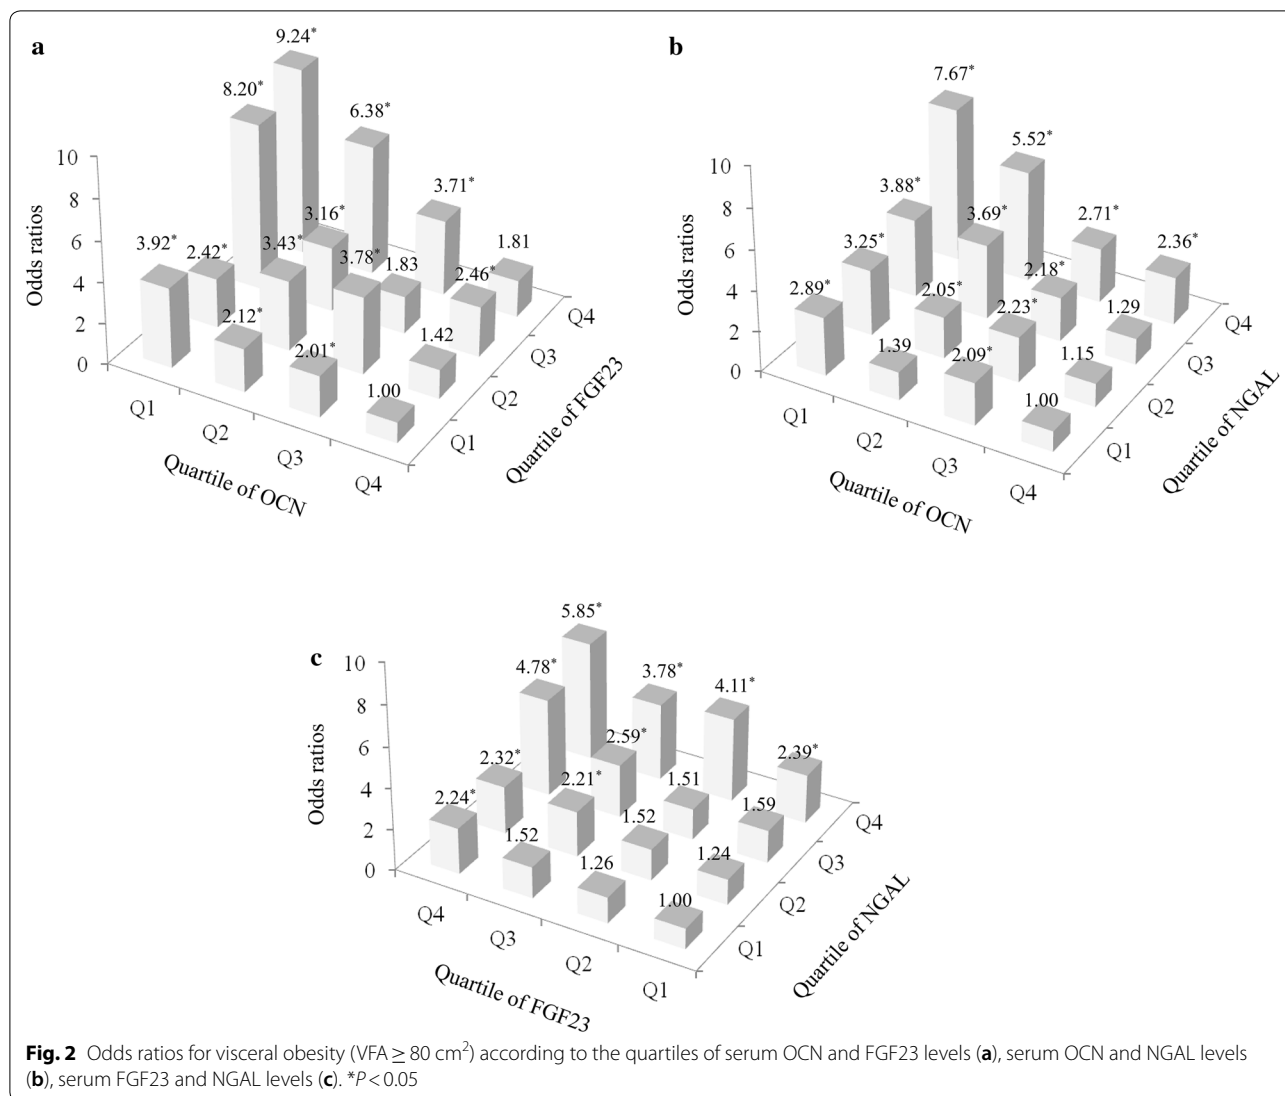 a
9.24*
8.20*
6.38*
3.71*
1.81
3.16*
1.83
2.46*
3.92*
2.42*
3.43*
3.78*
1.42
2.12*
2.01*
1.00
10
8
6
4
2
0
Odds ratios
Q1
Q2
Q3
Q4
Quartile of OCN
Q1
Q2
Q3
Q4
Quartile of FGF23
b
7.67*
5.52*
2.71*
2.36*
3.88*
3.69*
2.18*
1.29
3.25*
2.05*
2.23*
1.15
2.89*
1.39
2.09*
1.00
10
8
6
4
2
0
Odds ratios
Q1
Q2
Q3
Q4
Quartile of OCN
Q1
Q2
Q3
Q4
Quartile of NGAL
c
5.85*
3.78*
4.11*
2.39*
4.78*
2.59*
1.51
1.59
2.32*
2.21*
1.52
1.24
2.24*
1.52
1.26
1.00
10
8
6
4
2
0
Odds ratios
Q4
Q3
Q2
Q1
Quartile of FGF23
Q1
Q2
Q3
Q4
Quartile of NGAL
Fig. 2 Odds ratios for visceral obesity (VFA ≥ 80 cm²) according to the quartiles of serum OCN and FGF23 levels (a), serum OCN and NGAL levels
(b), serum FGF23 and NGAL levels (c). *P < 0.05